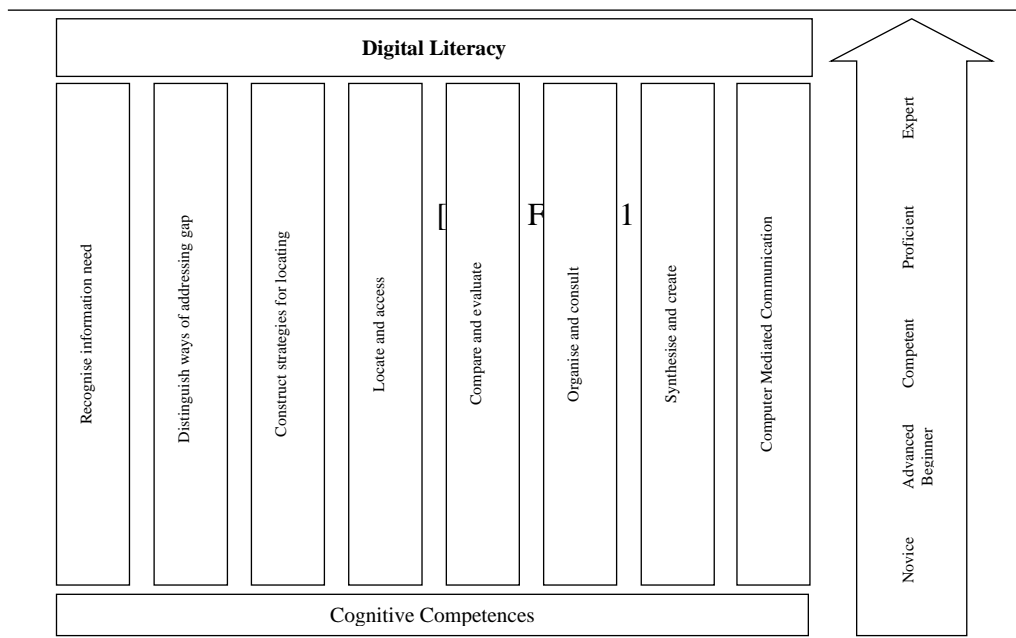 Digital Literacy
Recognise information need
Distinguish ways of addressing gap
Construct strategies for locating
Locate and access
Compare and evaluate
Organise and consult
Synthesise and create
Computer Mediated Communication
Expert
Proficient
Competent
Advanced
Beginner
Novice
[
F
1
Cognitive Competences